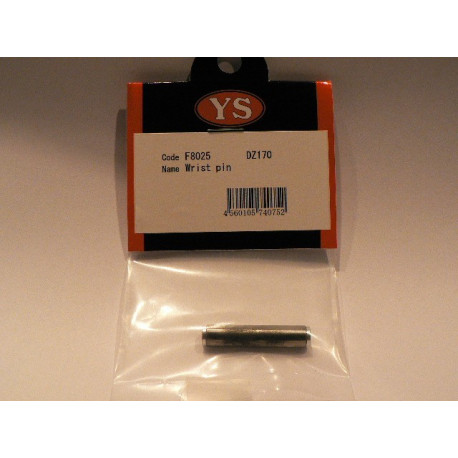 YS
Code F8025 DZ170
Name Wrist pin
4560105740752